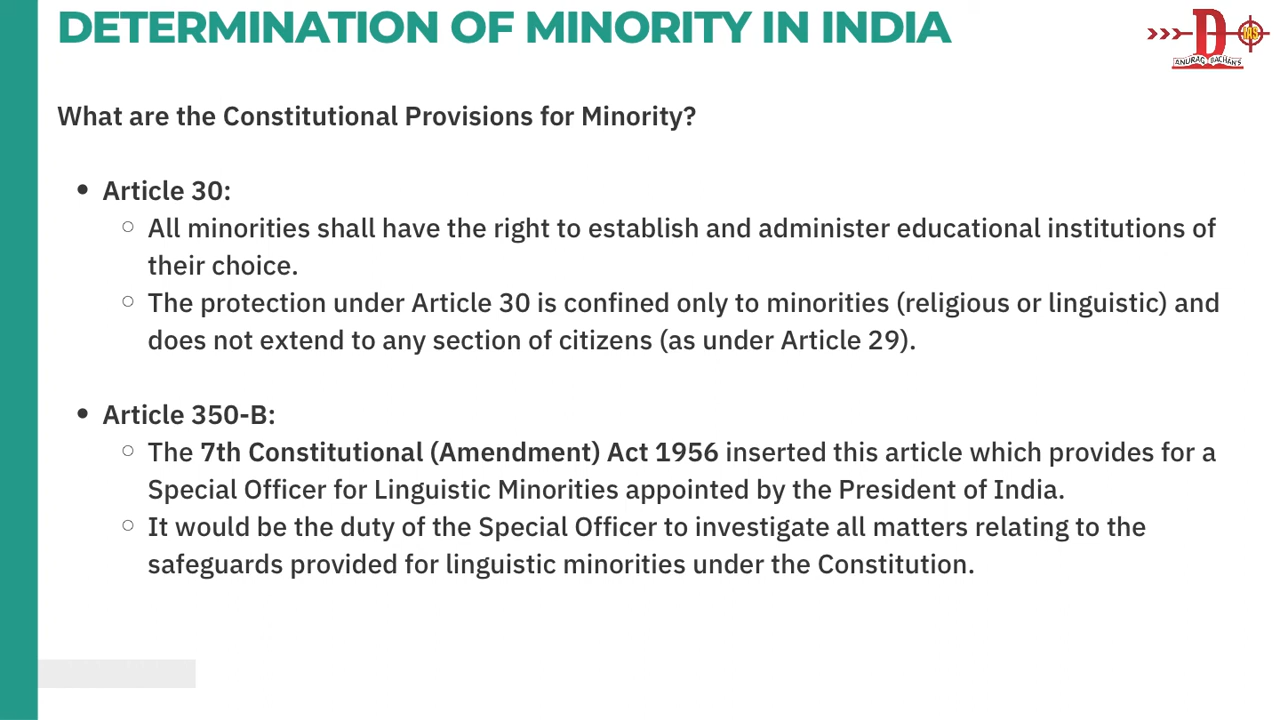 DETERMINATION OF MINORITY IN INDIA
D
IAS
ANURAG BACHAN'S
What are the Constitutional Provisions for Minority?
• Article 30:
○ All minorities shall have the right to establish and administer educational institutions of
their choice.
○ The protection under Article 30 is confined only to minorities (religious or linguistic) and
does not extend to any section of citizens (as under Article 29).
• Article 350-B:
○ The 7th Constitutional (Amendment) Act 1956 inserted this article which provides for a
Special Officer for Linguistic Minorities appointed by the President of India.
○ It would be the duty of the Special Officer to investigate all matters relating to the
safeguards provided for linguistic minorities under the Constitution.